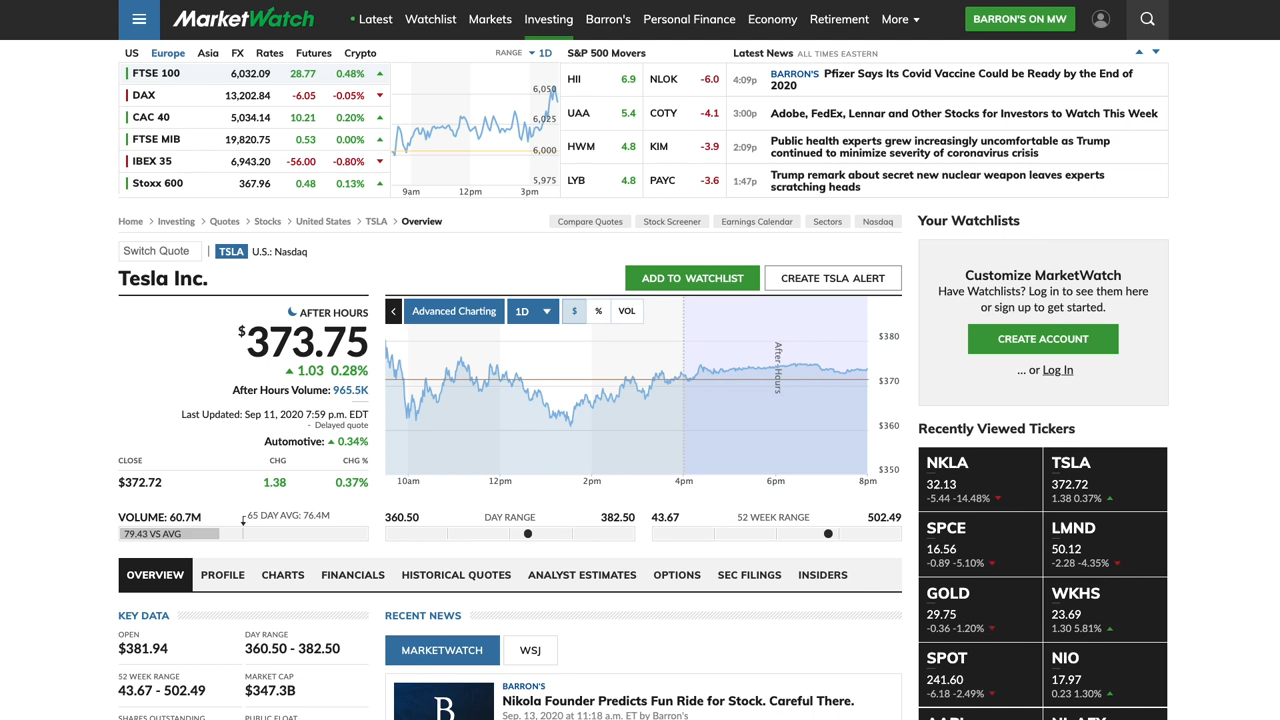 MarketWatch
Latest Watchlist Markets Investing Barron's Personal Finance Economy Retirement More
BARRON'S ON MW
US Europe Asia FX Rates Futures Crypto
RANGE 1D
FTSE 100 6,032.09 28.77 0.48%
DAX 13,202.84 -6.05 -0.05%
CAC 40 5,034.14 10.21 0.20%
FTSE MIB 19,820.75 0.53 0.00%
IBEX 35 6,943.20 -56.00 -0.80%
Stoxx 600 367.96 0.48 0.13%
6,050
6,025
6,000
5,975
9am 12pm 3pm
S&P 500 Movers
HII 6.9 NLOK -6.0
UAA 5.4 COTY -4.1
HWM 4.8 KIM -3.9
LYB 4.8 PAYC -3.6
Latest News ALL TIMES EASTERN
4:09p BARRON'S Pfizer Says Its Covid Vaccine Could be Ready by the End of
2020
3:00p Adobe, FedEx, Lennar and Other Stocks for Investors to Watch This Week
2:09p Public health experts grew increasingly uncomfortable as Trump
continued to minimize severity of coronavirus crisis
1:47p Trump remark about secret new nuclear weapon leaves experts
scratching heads
Home > Investing > Quotes > Stocks > United States > TSLA > Overview
Compare Quotes Stock Screener Earnings Calendar Sectors Nasdaq
Switch Quote | TSLA U.S.: Nasdaq
Tesla Inc.
ADD TO WATCHLIST CREATE TSLA ALERT
AFTER HOURS
$373.75
1.03 0.28%
After Hours Volume: 965.5K
Last Updated: Sep 11, 2020 7:59 p.m. EDT
- Delayed quote
Automotive: 0.34%
CLOSE CHG CHG %
$372.72 1.38 0.37%
VOLUME: 60.7M
65 DAY AVG: 76.4M
79.43 VS AVG
< Advanced Charting 1D $ % VOL
After Hours
$380
$370
$360
$350
10am 12pm 2pm 4pm 6pm 8pm
360.50 DAY RANGE 382.50
43.67 52 WEEK RANGE 502.49
OVERVIEW PROFILE CHARTS FINANCIALS HISTORICAL QUOTES ANALYST ESTIMATES OPTIONS SEC FILINGS INSIDERS
KEY DATA
OPEN DAY RANGE
$381.94 360.50 - 382.50
52 WEEK RANGE MARKET CAP
43.67 - 502.49 $347.3B
SHARES OUTSTANDING PUBLIC FLOAT
RECENT NEWS
MARKETWATCH WSJ
B
BARRON'S
Nikola Founder Predicts Fun Ride for Stock. Careful There.
Sep. 13, 2020 at 11:18 a.m. ET by Barron's
Your Watchlists
Customize MarketWatch
Have Watchlists? Log in to see them here
or sign up to get started.
CREATE ACCOUNT
... or Log In
Recently Viewed Tickers
NKLA TSLA
32.13 372.72
-5.44 -14.48% 1.38 0.37%
SPCE LMND
16.56 50.12
-0.89 -5.10% -2.28 -4.35%
GOLD WKHS
29.75 23.69
-0.36 -1.20% 1.30 5.81%
SPOT NIO
241.60 17.97
-6.18 -2.49% 0.23 1.30%